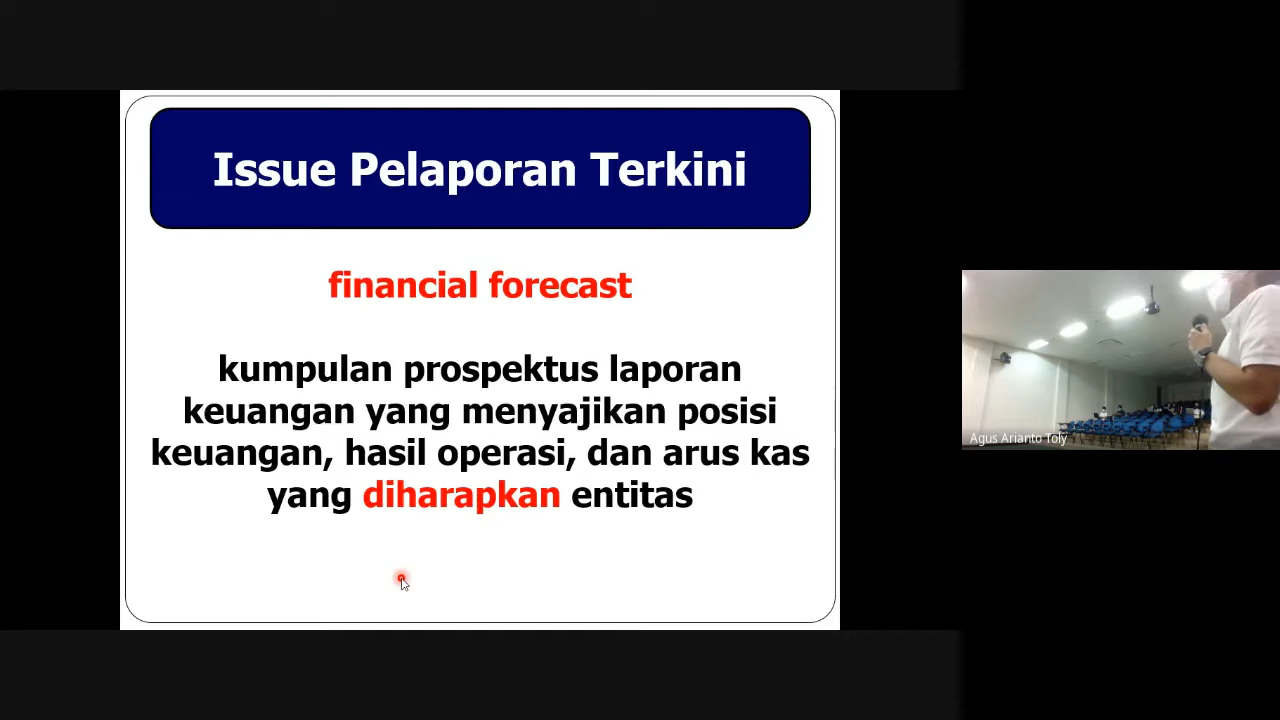 Issue Pelaporan Terkini
financial forecast
kumpulan prospektus laporan
keuangan yang menyajikan posisi
keuangan, hasil operasi, dan arus kas
yang diharapkan entitas
Agus Arianto Toly